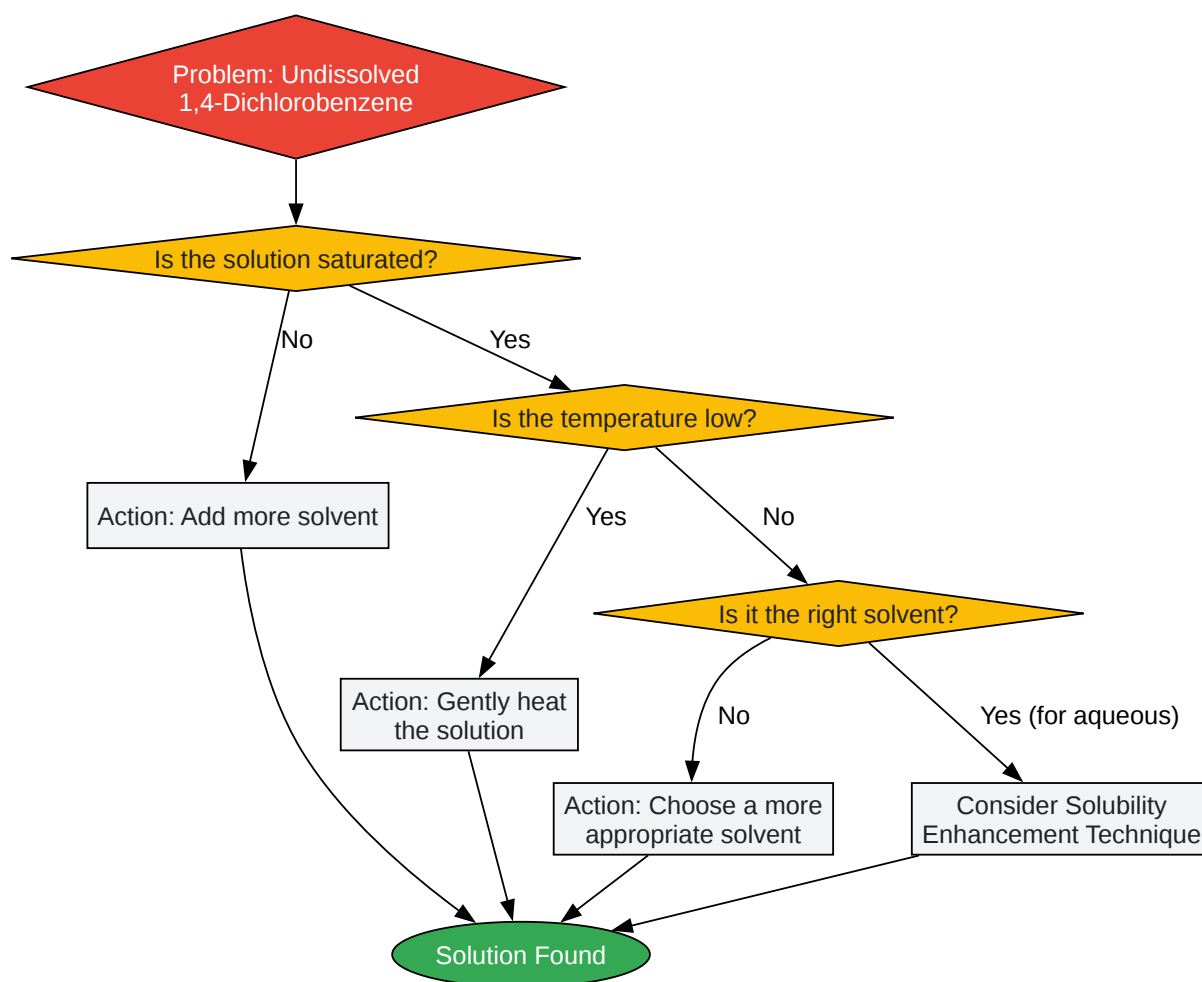 Problem: Undissolved
1,4-Dichlorobenzene
Is the solution saturated?
No
Yes
Is the temperature low?
Action: Add more solvent
Yes
No
Is it the right solvent?
Action: Gently heat
the solution
No
Yes (for aqueous)
Action: Choose a more
appropriate solvent
Consider Solubility
Enhancement Technique
Solution Found